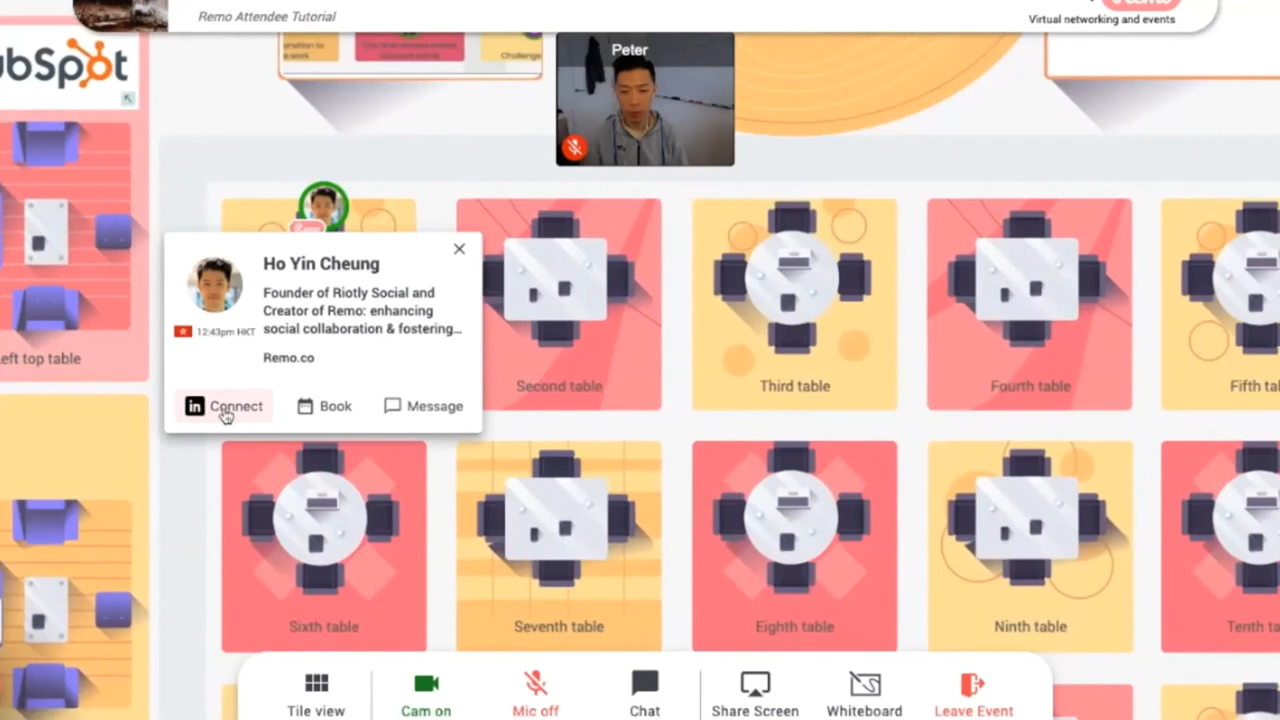 Remo Attendee Tutorial
Virtual networking and events
ubSpot
Challenge
Peter
Ho Yin Cheung
Founder of Riotly Social and
Creator of Remo: enhancing
social collaboration & fostering...
12:43pm HKT
Remo.co
in Connect
Book
Message
eft top table
Second table
Third table
Fourth table
Fifth ta
Sixth table
Seventh table
Eighth table
Ninth table
Tenth ta
Tile view
Cam on
Mic off
Chat
Share Screen
Whiteboard
Leave Event